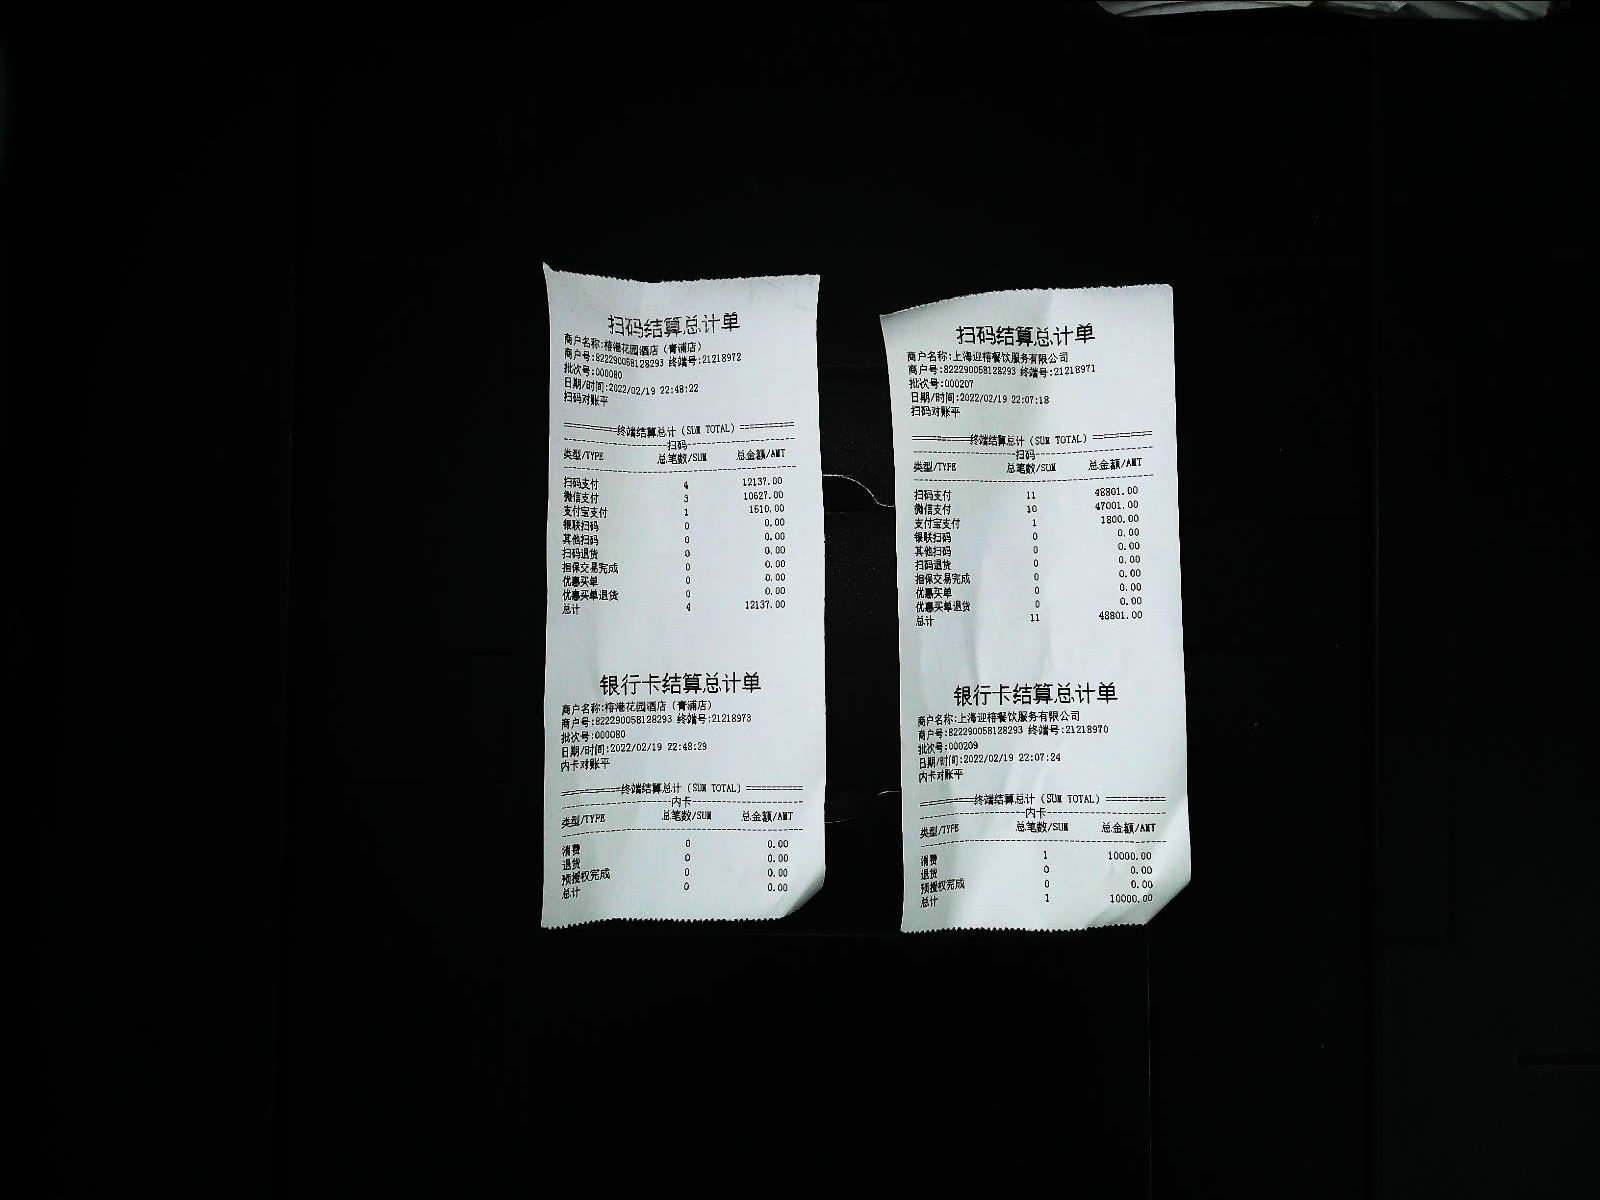 扫码结算总计单
商户名称:榕港花园酒店（青浦店）
商户号:822290058128293 终端号:21218972
批次号:000080
日期/时间:2022/02/19 22:48:22
扫码对账平
==========终端结算总计(SUM TOTAL)==========
--------------------扫码--------------------
类型/TYPE 总笔数/SUM 总金额/AMT
扫码支付 4 12137.00
微信支付 3 10627.00
支付宝支付 1 1510.00
银联扫码 0 0.00
其他扫码 0 0.00
扫码退货 0 0.00
担保交易完成 0 0.00
优惠买单 0 0.00
优惠买单退货 0 0.00
总计 4 12137.00
银行卡结算总计单
商户名称:榕港花园酒店（青浦店）
商户号:822290058128293 终端号:21218973
批次号:000080
日期/时间:2022/02/19 22:48:29
内卡对账平
==========终端结算总计(SUM TOTAL)==========
--------------------内卡--------------------
类型/TYPE 总笔数/SUM 总金额/AMT
消费 0 0.00
退货 0 0.00
预授权完成 0 0.00
总计 0 0.00
扫码结算总计单
商户名称:上海迎榕餐饮服务有限公司
商户号:822290058128293 终端号:21218971
批次号:000207
日期/时间:2022/02/19 22:07:18
扫码对账平
==========终端结算总计(SUM TOTAL)==========
--------------------扫码--------------------
类型/TYPE 总笔数/SUM 总金额/AMT
扫码支付 11 48801.00
微信支付 10 47001.00
支付宝支付 1 1800.00
银联扫码 0 0.00
其他扫码 0 0.00
扫码退货 0 0.00
担保交易完成 0 0.00
优惠买单 0 0.00
优惠买单退货 0 0.00
总计 11 48801.00
银行卡结算总计单
商户名称:上海迎榕餐饮服务有限公司
商户号:822290058128293 终端号:21218970
批次号:000209
日期/时间:2022/02/19 22:07:24
内卡对账平
==========终端结算总计(SUM TOTAL)==========
--------------------内卡--------------------
类型/TYPE 总笔数/SUM 总金额/AMT
消费 1 10000.00
退货 0 0.00
预授权完成 0 0.00
总计 1 10000.00